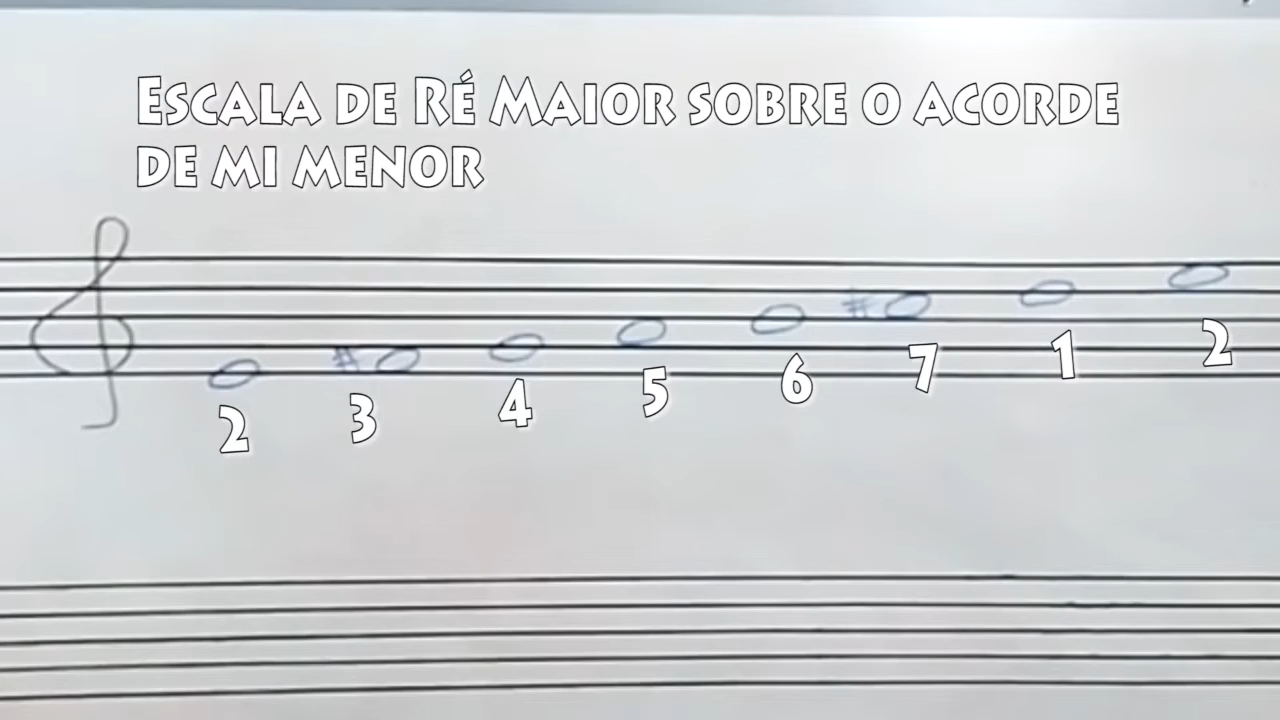 Escala de Ré Maior sobre o acorde
de mi menor
# #
2 3 4 5 6 7 1 2